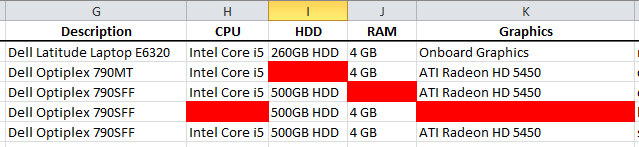 G H I J K
Description CPU HDD RAM Graphics
Dell Latitude Laptop E6320 Intel Core i5 260GB HDD 4 GB Onboard Graphics
Dell Optiplex 790MT Intel Core i5 4 GB ATI Radeon HD 5450
Dell Optiplex 790SFF Intel Core i5 500GB HDD ATI Radeon HD 5450
Dell Optiplex 790SFF 500GB HDD 4 GB
Dell Optiplex 790SFF Intel Core i5 500GB HDD 4 GB ATI Radeon HD 5450